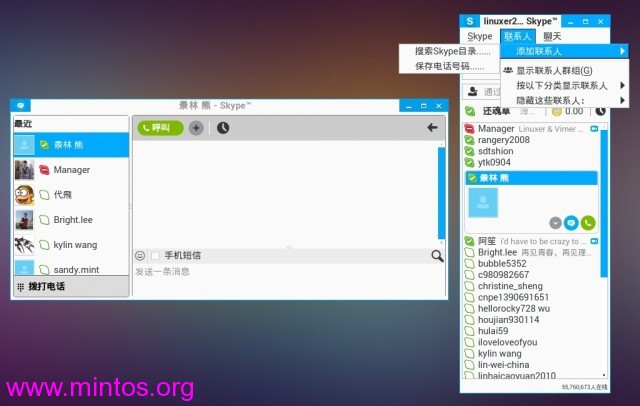 景林 熊 - Skype™
最近
景林 熊
Manager
代飛
Bright.lee
kylin wang
sandy.mint
拨打电话
呼叫
手机短信
发送一条消息
linuxer2... Skype™
Skype 联系人 聊天
添加联系人
搜索Skype目录......
保存电话号码......
显示联系人群组(G)
按以下分类显示联系人
隐藏这些联系人:
通过
还魂草 薄... 0.00
Manager Linuxer & Vimer
rangery2008
sdtshion
ytk0904
景林 熊
阿笙 i'd have to be crazy to
Bright.lee 再见青春，再见理...
bubble5352
c980982667
christine_sheng
cnpe1390691651
hellorocky728 wu
houjian930114
hulai59
iloveloveofyou
kylin wang
lin-wei-china
linhaicaoyuan2010
55,760,673人在线
www.mintos.org